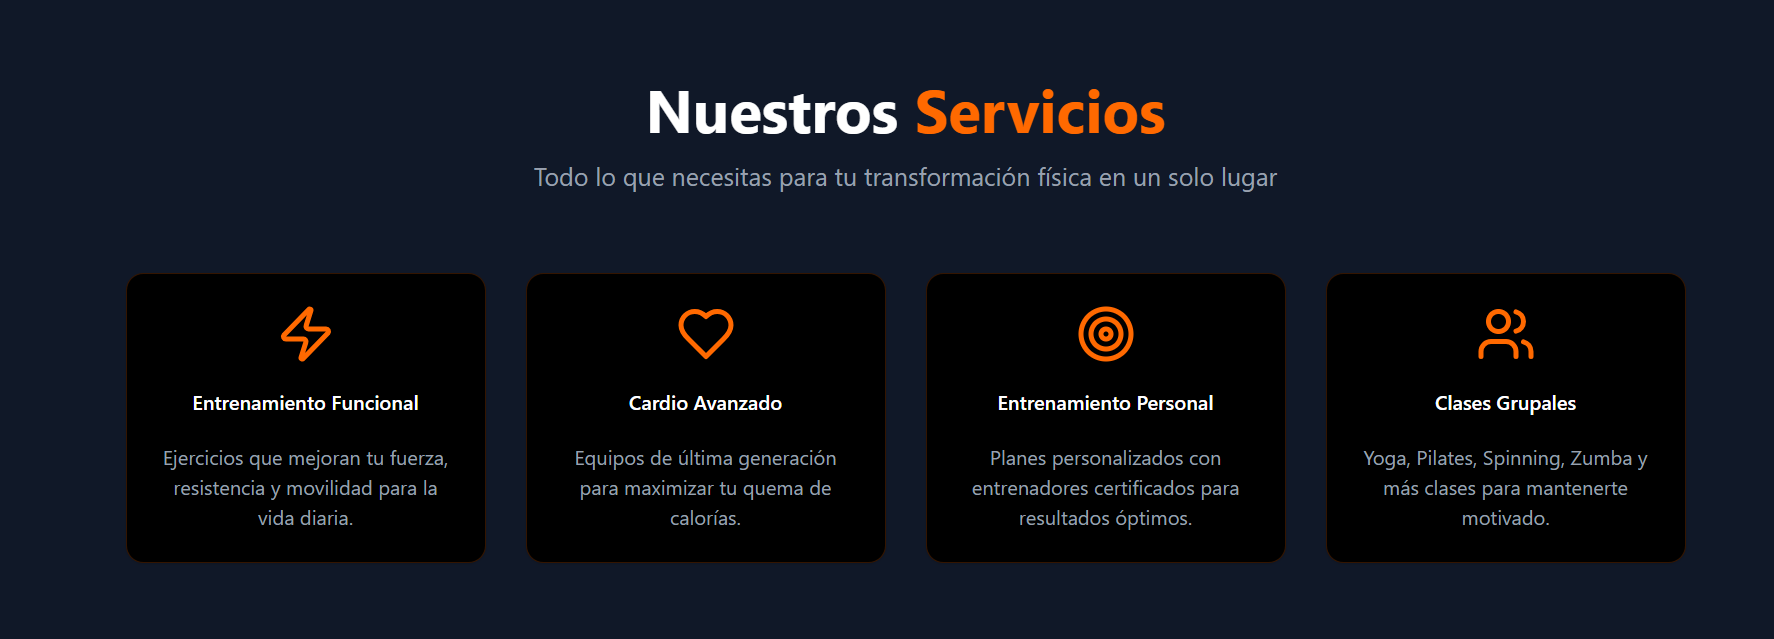 Nuestros Servicios
Todo lo que necesitas para tu transformación física en un solo lugar
Entrenamiento Funcional
Ejercicios que mejoran tu fuerza,
resistencia y movilidad para la
vida diaria.
Cardio Avanzado
Equipos de última generación
para maximizar tu quema de
calorías.
Entrenamiento Personal
Planes personalizados con
entrenadores certificados para
resultados óptimos.
Clases Grupales
Yoga, Pilates, Spinning, Zumba y
más clases para mantenerte
motivado.